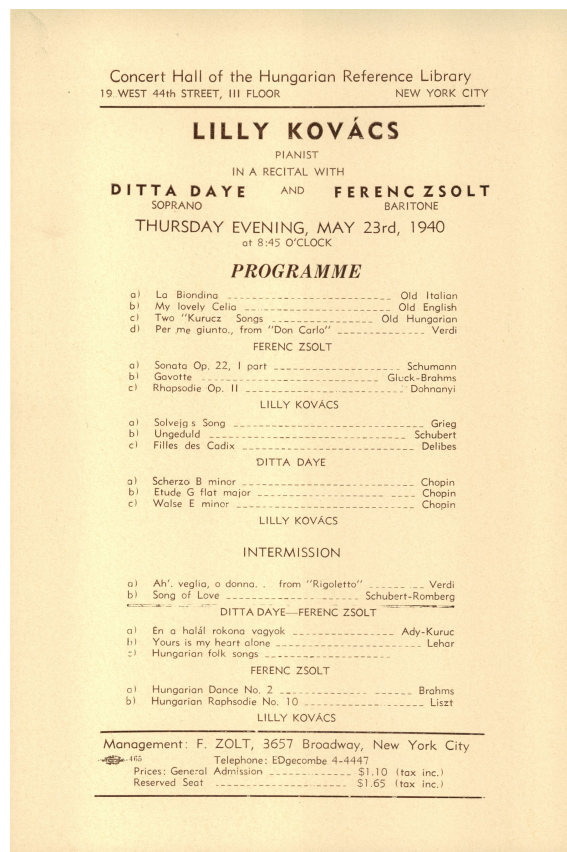 Concert Hall of the Hungarian Reference Library
19 WEST 44th STREET, III FLOOR NEW YORK CITY
LILLY KOVÁCS
PIANIST
IN A RECITAL WITH
DITTA DAYE AND FERENC ZSOLT
SOPRANO BARITONE
THURSDAY EVENING, MAY 23rd, 1940
at 8:45 O'CLOCK
PROGRAMME
a) La Biondina Old Italian
b) My lovely Celia Old English
c) Two "Kurucz Songs Old Hungarian
d) Per me giunto., from "Don Carlo" Verdi
FERENC ZSOLT
a) Sonata Op. 22, I part Schumann
b) Gavotte Gluck-Brahms
c) Rhapsodie Op. II Dohnanyi
LILLY KOVÁCS
a) Solvejg s Song Grieg
b) Ungeduld Schubert
c) Filles des Cadix Delibes
DITTA DAYE
a) Scherzo B minor Chopin
b) Etude G flat major Chopin
c) Walse E minor Chopin
LILLY KOVÁCS
INTERMISSION
a) Ah'. veglia, o donna. . from "Rigoletto" Verdi
b) Song of Love Schubert-Romberg
DITTA DAYE—FERENC ZSOLT
a) En a halál rokona vagyok Ady-Kuruc
b) Yours is my heart alone Lehar
c) Hungarian folk songs
FERENC ZSOLT
a) Hungarian Dance No. 2 Brahms
b) Hungarian Raphsodie No. 10 Liszt
LILLY KOVÁCS
Management: F. ZOLT, 3657 Broadway, New York City
465 Telephone: EDgecombe 4-4447
Prices: General Admission $1.10 (tax inc.)
Reserved Seat $1.65 (tax inc.)